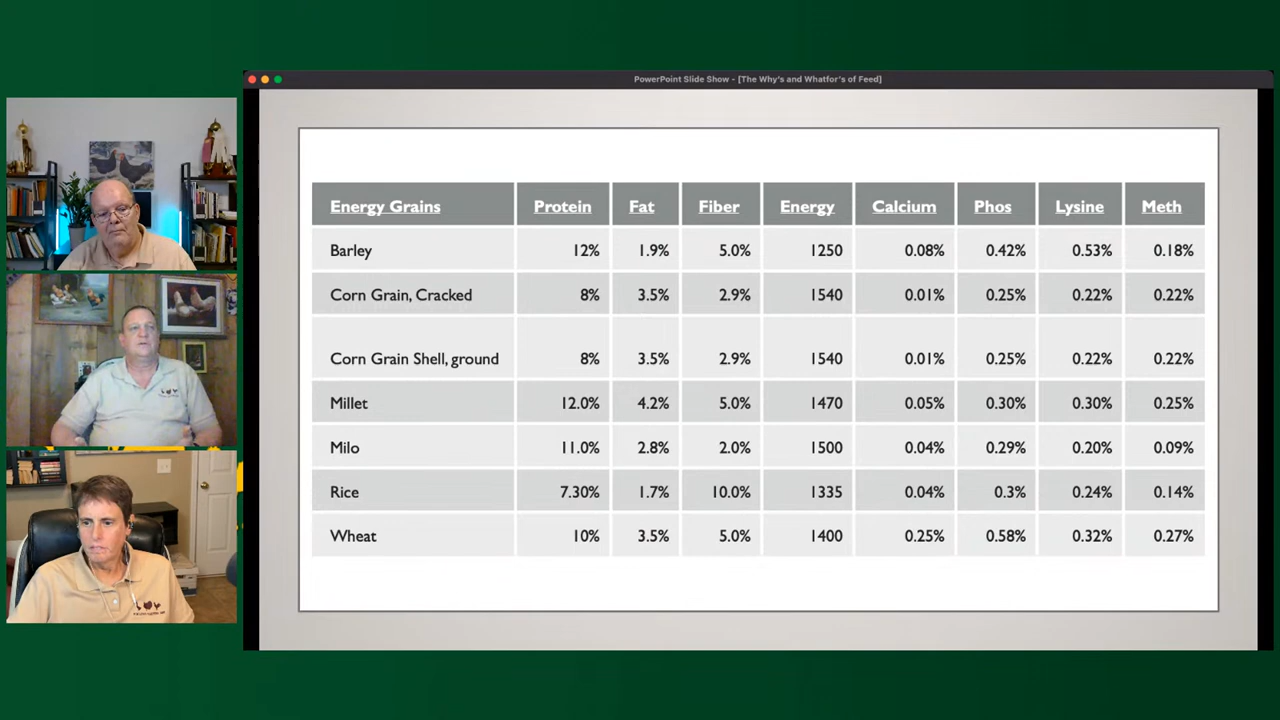 PowerPoint Slide Show - [The Why's and Whatfor's of Feed]
Energy Grains Protein Fat Fiber Energy Calcium Phos Lysine Meth
Barley 12% 1.9% 5.0% 1250 0.08% 0.42% 0.53% 0.18%
Corn Grain, Cracked 8% 3.5% 2.9% 1540 0.01% 0.25% 0.22% 0.22%
Corn Grain Shell, ground 8% 3.5% 2.9% 1540 0.01% 0.25% 0.22% 0.22%
Millet 12.0% 4.2% 5.0% 1470 0.05% 0.30% 0.30% 0.25%
Milo 11.0% 2.8% 2.0% 1500 0.04% 0.29% 0.20% 0.09%
Rice 7.30% 1.7% 10.0% 1335 0.04% 0.3% 0.24% 0.14%
Wheat 10% 3.5% 5.0% 1400 0.25% 0.58% 0.32% 0.27%